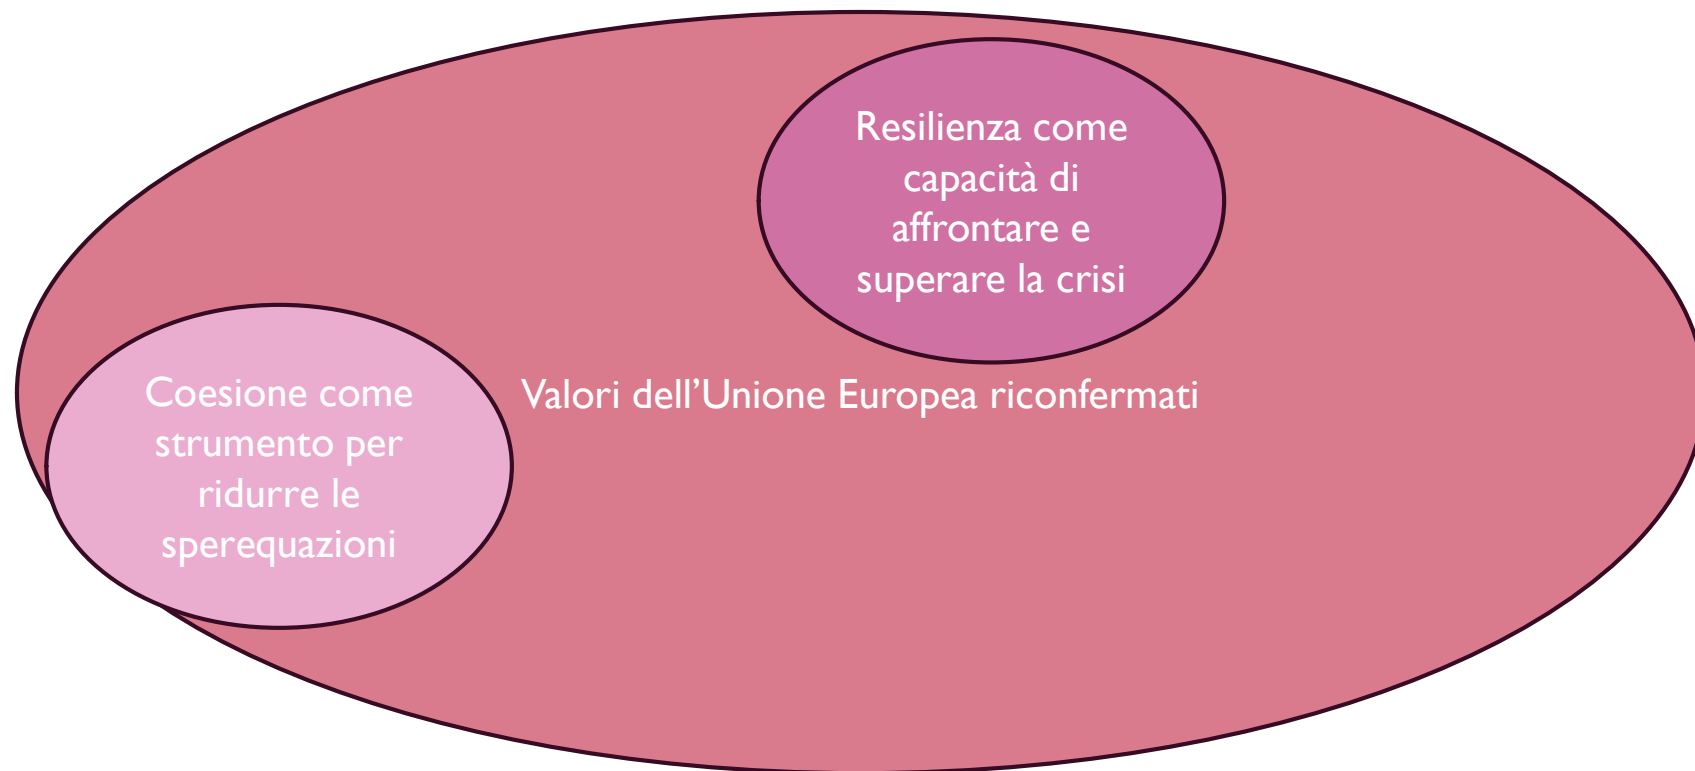 Resilienza come
capacità di
affrontare e
superare la crisi
Coesione come
strumento per
ridurre le
sperequazioni
Valori dell’Unione Europea riconfermati